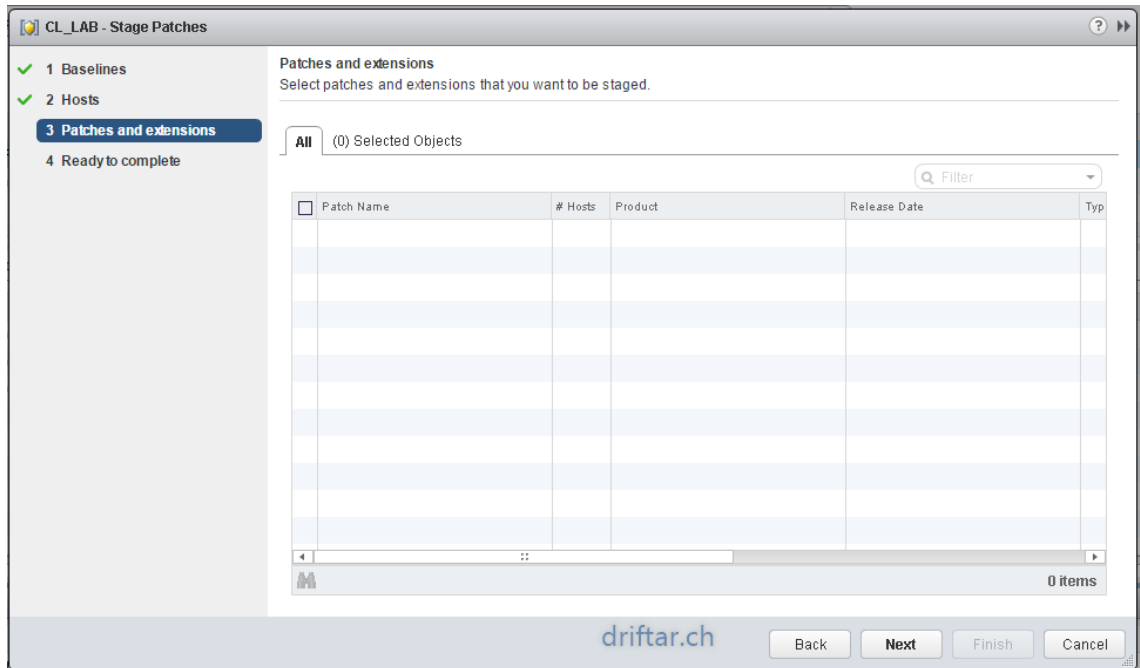 CL_LAB - Stage Patches
?
1 Baselines
2 Hosts
3 Patches and extensions
4 Ready to complete
Patches and extensions
Select patches and extensions that you want to be staged.
All (0) Selected Objects
Filter
Patch Name # Hosts Product Release Date Typ
0 items
driftar.ch
Back Next Finish Cancel